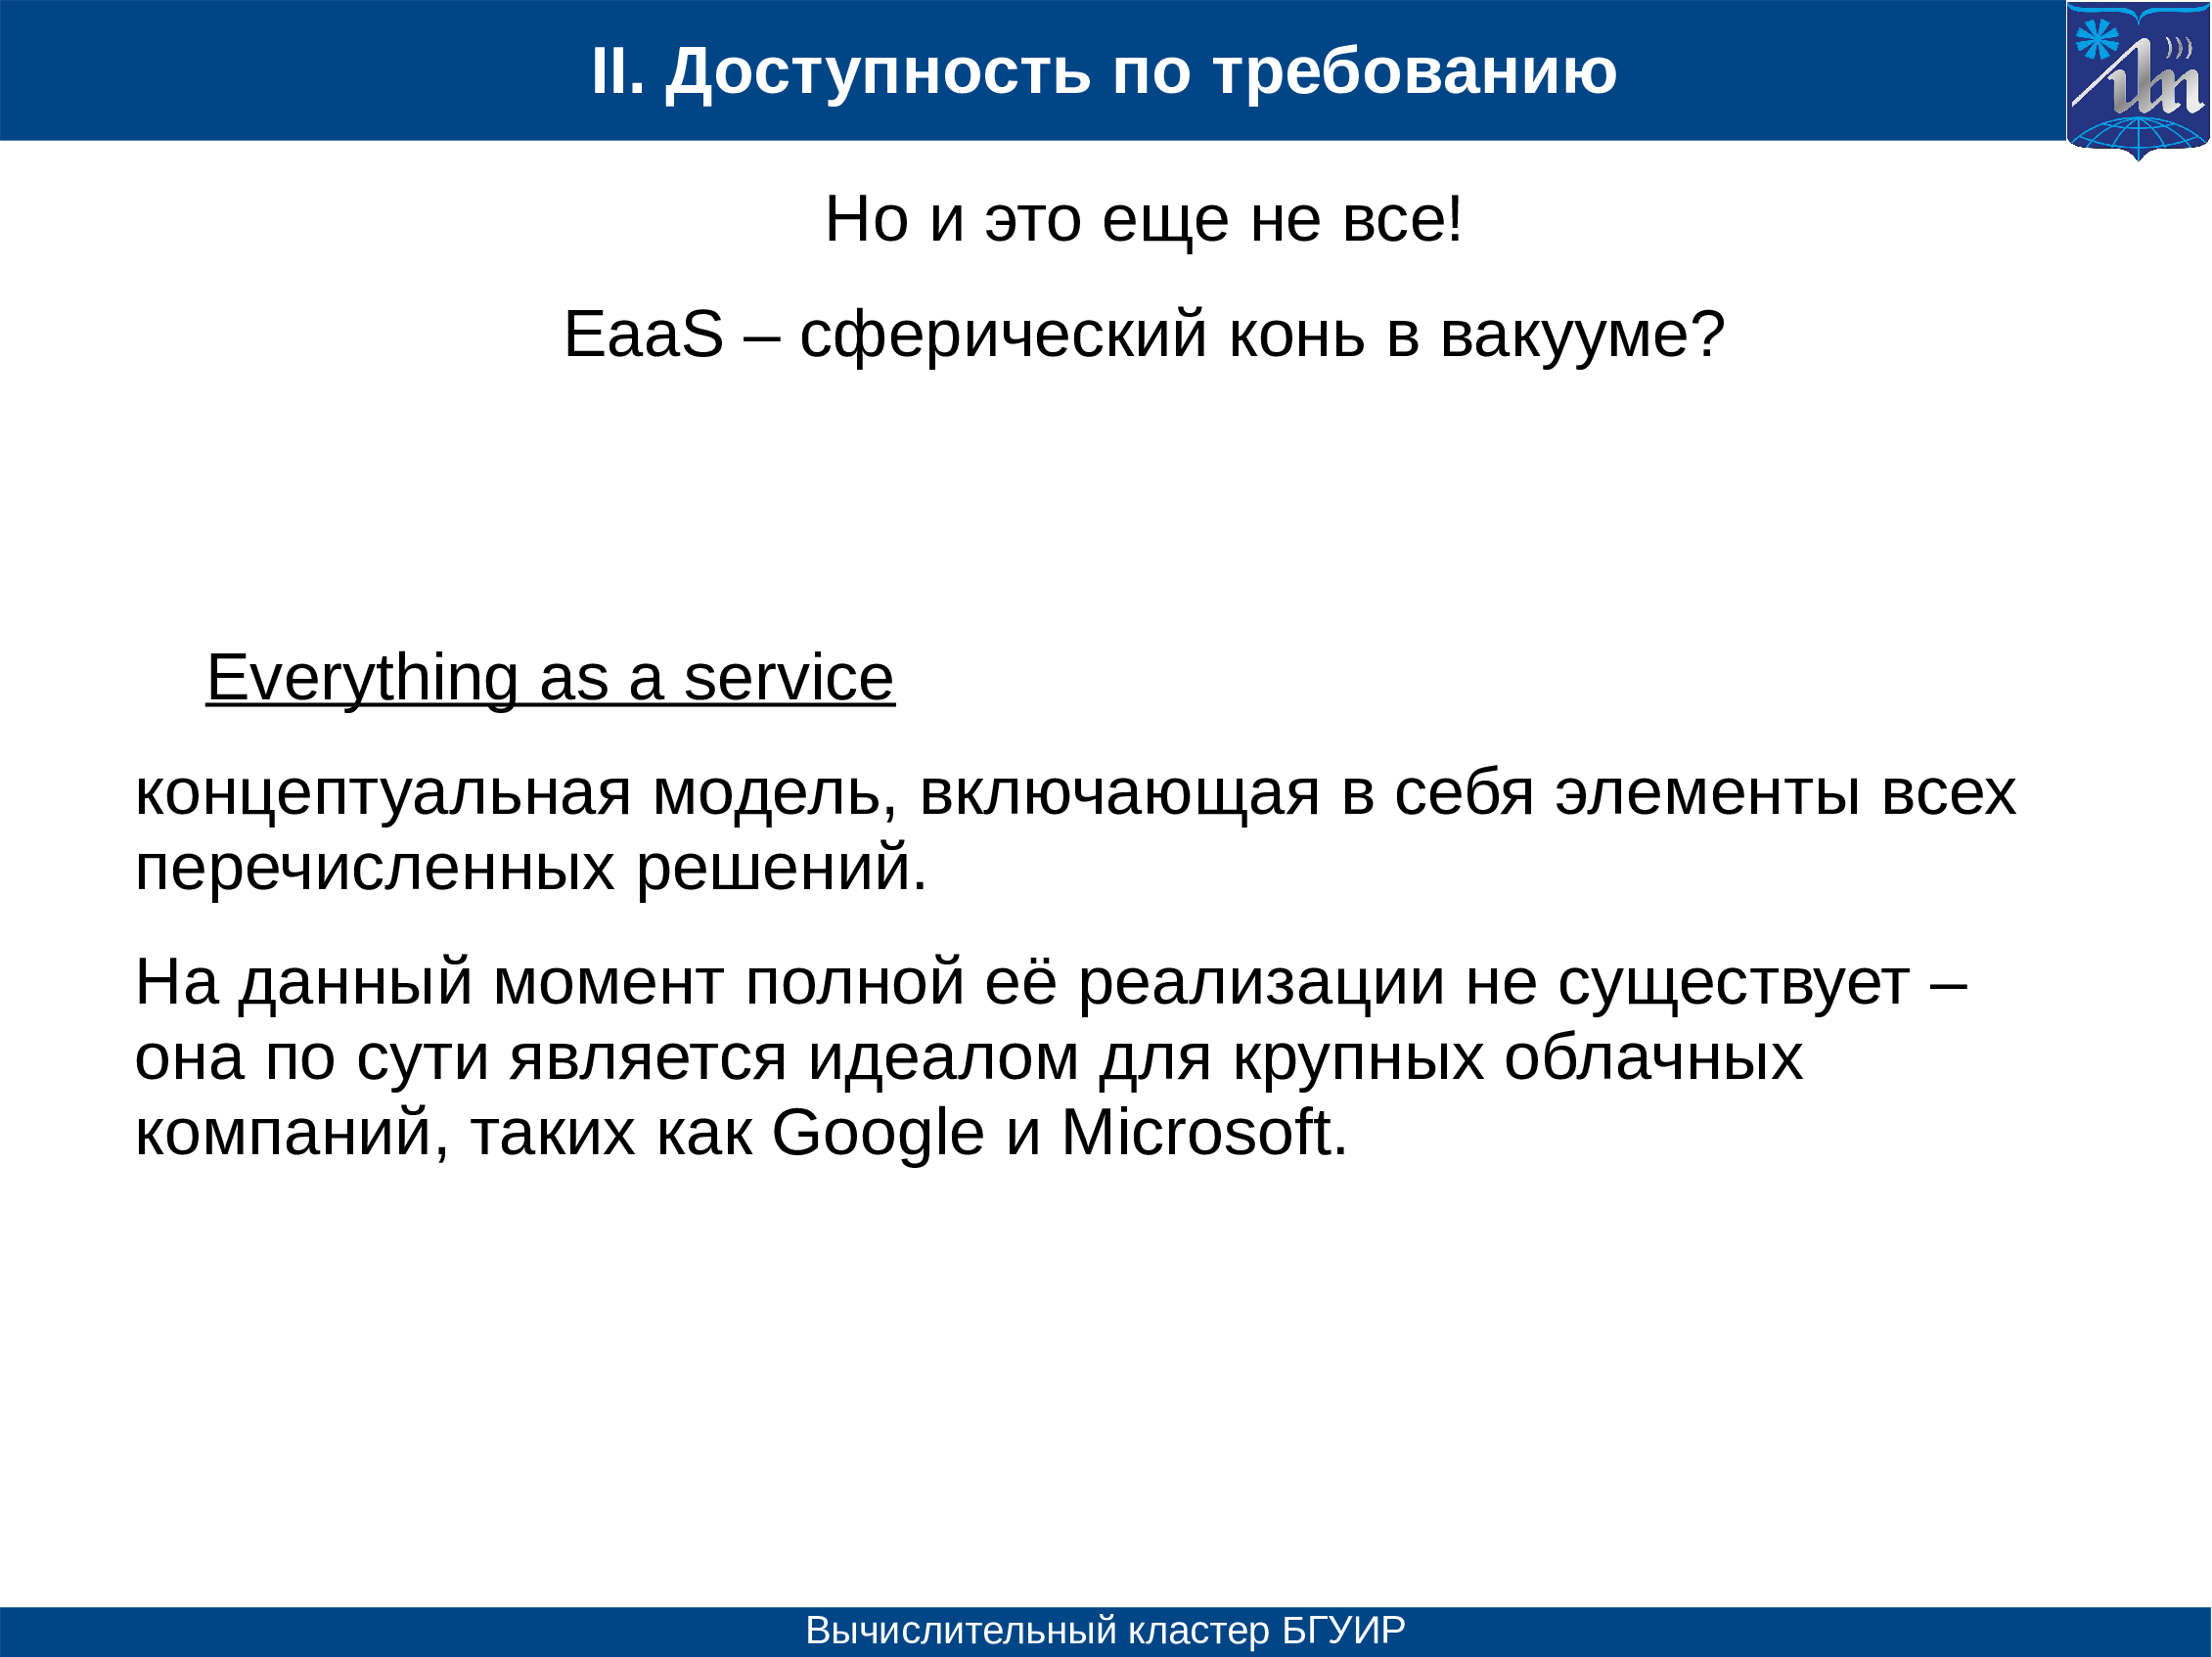 II. Доступность по требованию
Но и это еще не все!
EaaS – сферический конь в вакууме?
Everything as a service
концептуальная модель, включающая в себя элементы всех
перечисленных решений.
На данный момент полной её реализации не существует –
она по сути является идеалом для крупных облачных
компаний, таких как Google и Microsoft.
Вычислительный кластер БГУИР